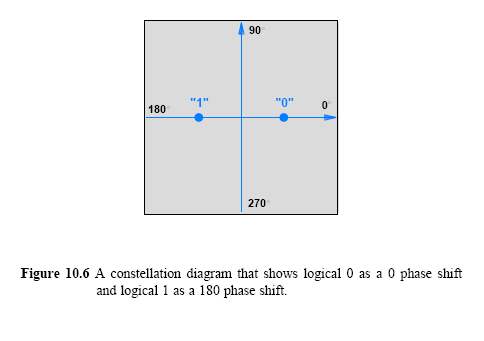 90°
"1" "0"
180° 0°
270°
Figure 10.6 A constellation diagram that shows logical 0 as a 0 phase shift
and logical 1 as a 180 phase shift.